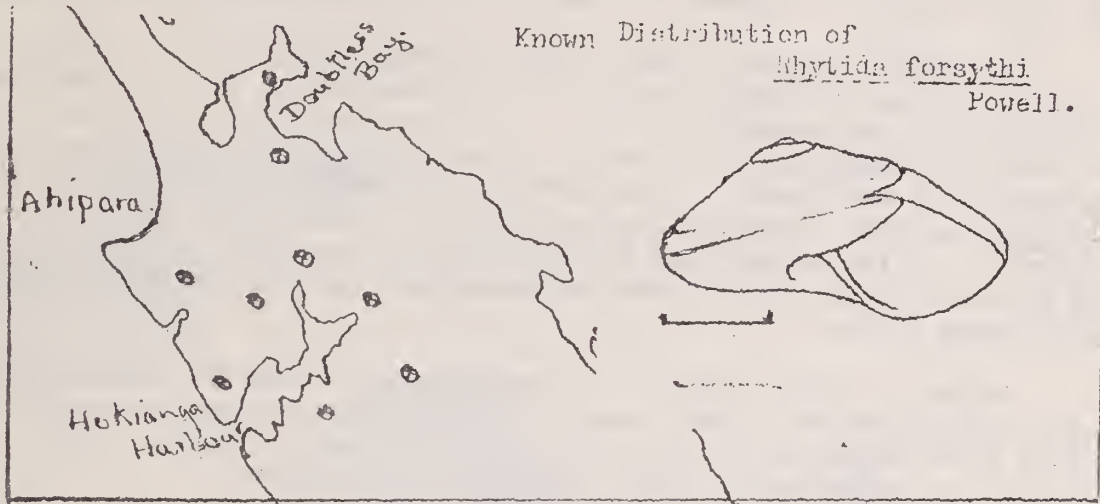 Known Distribution of
Rhytida forsythi
Powell.
Doubtless
Bay.
Ahipara
Hokianga
Harbour